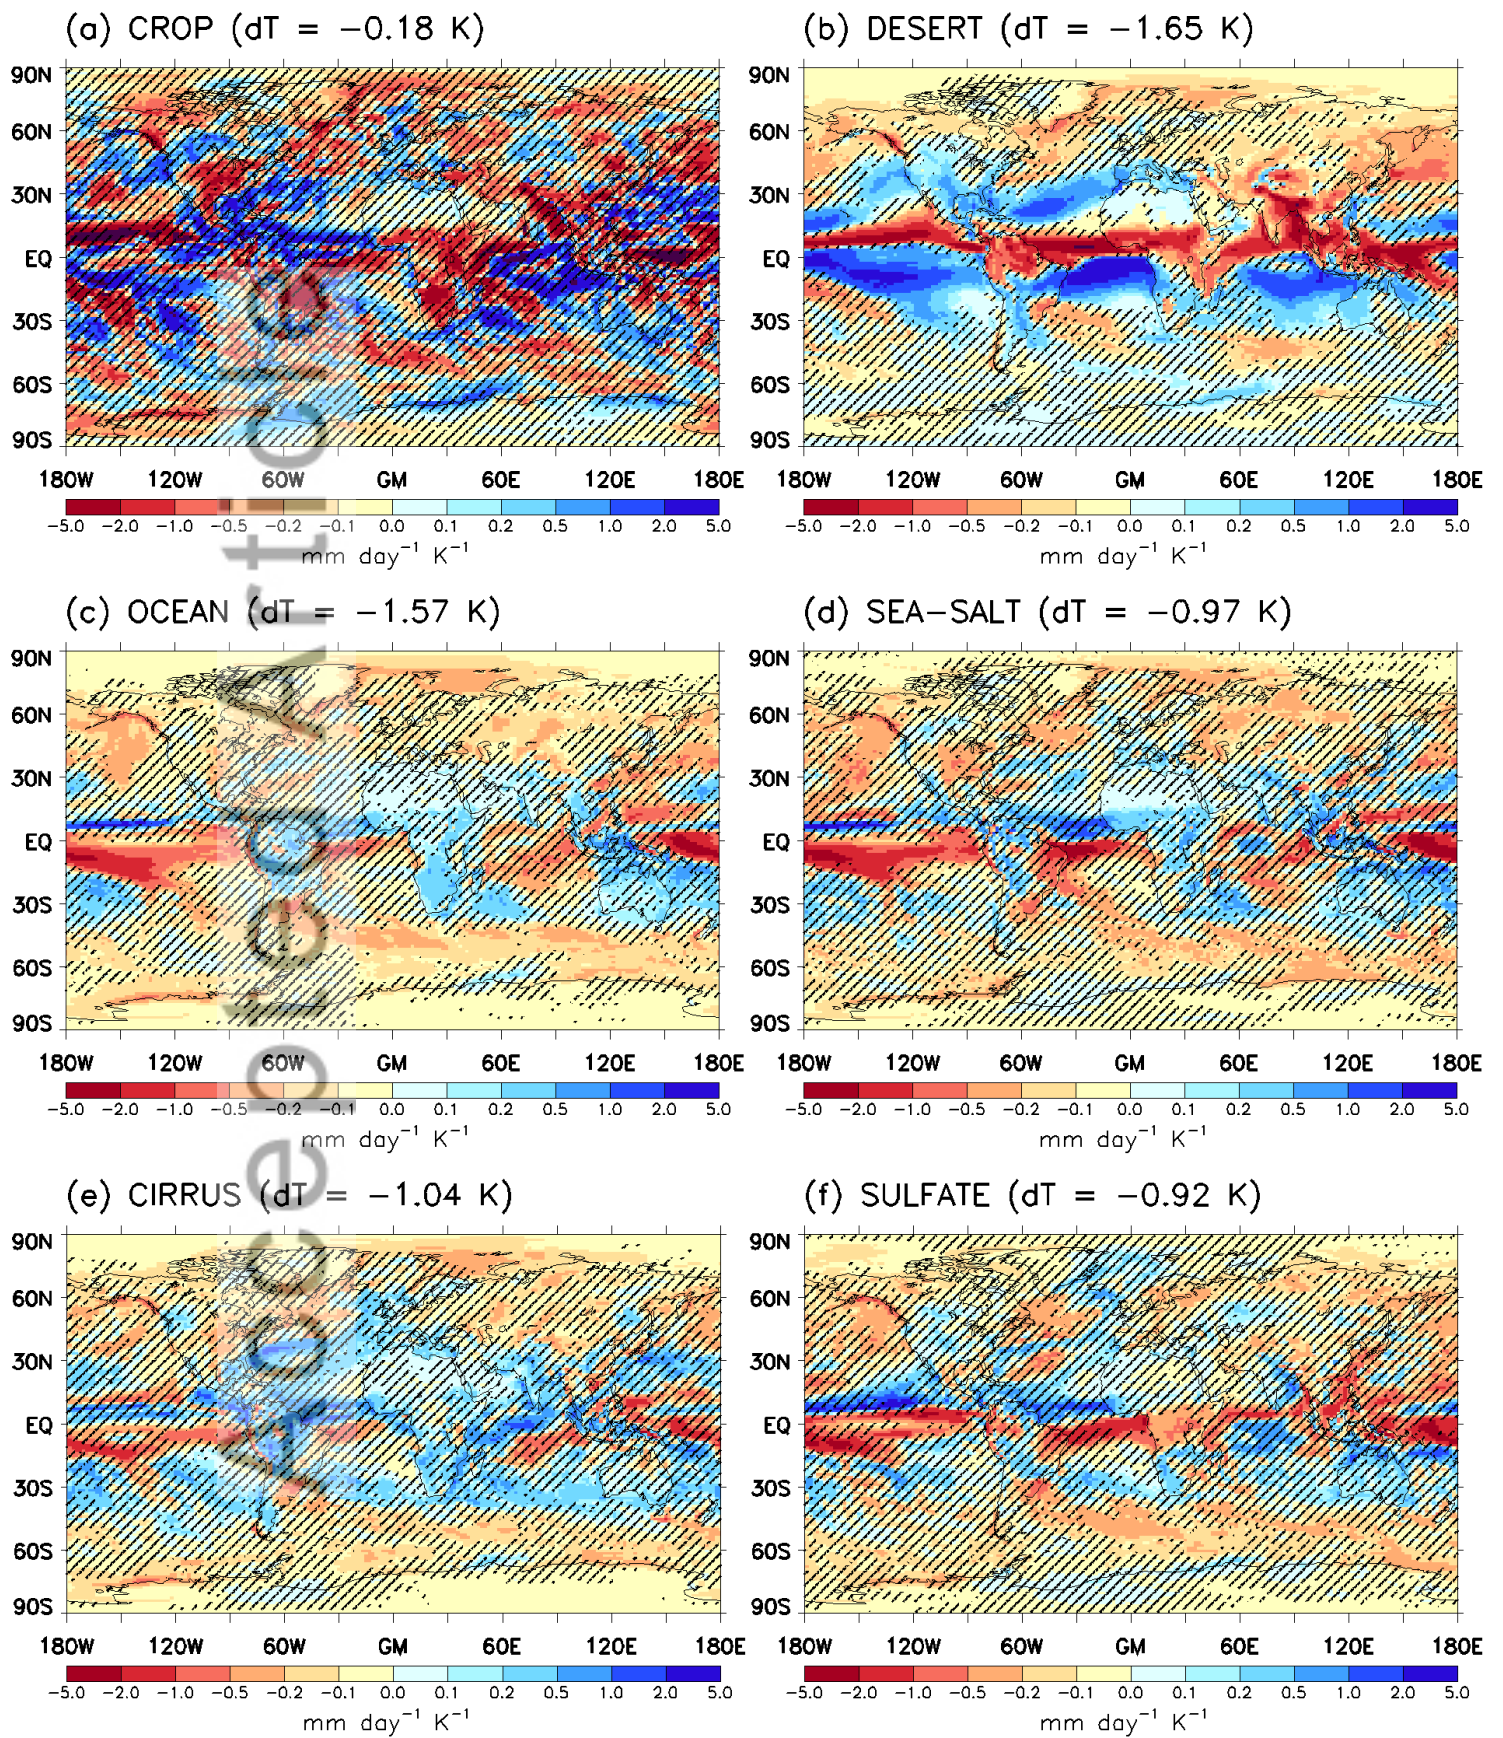 (a) CROP (dT = −0.18 K)
90N
60N
30N
EQ
30S
60S
90S
180W 120W 60W GM 60E 120E 180E
−5.0 −2.0 −1.0 −0.5 −0.2 −0.1 0.0 0.1 0.2 0.5 1.0 2.0 5.0
mm day⁻¹ K⁻¹
(b) DESERT (dT = −1.65 K)
90N
60N
30N
EQ
30S
60S
90S
180W 120W 60W GM 60E 120E 180E
−5.0 −2.0 −1.0 −0.5 −0.2 −0.1 0.0 0.1 0.2 0.5 1.0 2.0 5.0
mm day⁻¹ K⁻¹
(c) OCEAN (dT = −1.57 K)
90N
60N
30N
EQ
30S
60S
90S
180W 120W 60W GM 60E 120E 180E
−5.0 −2.0 −1.0 −0.5 −0.2 −0.1 0.0 0.1 0.2 0.5 1.0 2.0 5.0
mm day⁻¹ K⁻¹
(d) SEA−SALT (dT = −0.97 K)
90N
60N
30N
EQ
30S
60S
90S
180W 120W 60W GM 60E 120E 180E
−5.0 −2.0 −1.0 −0.5 −0.2 −0.1 0.0 0.1 0.2 0.5 1.0 2.0 5.0
mm day⁻¹ K⁻¹
(e) CIRRUS (dT = −1.04 K)
90N
60N
30N
EQ
30S
60S
90S
180W 120W 60W GM 60E 120E 180E
−5.0 −2.0 −1.0 −0.5 −0.2 −0.1 0.0 0.1 0.2 0.5 1.0 2.0 5.0
mm day⁻¹ K⁻¹
(f) SULFATE (dT = −0.92 K)
90N
60N
30N
EQ
30S
60S
90S
180W 120W 60W GM 60E 120E 180E
−5.0 −2.0 −1.0 −0.5 −0.2 −0.1 0.0 0.1 0.2 0.5 1.0 2.0 5.0
mm day⁻¹ K⁻¹
Accepted Article